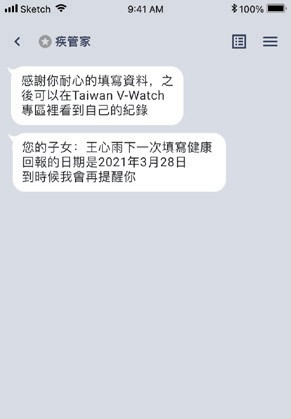 Sketch
9:41 AM
100%
疾管家
感謝你耐心的填寫資料，之
後可以在Taiwan V-Watch
專區裡看到自己的紀錄
您的子女：王心雨下一次填寫健康
回報的日期是2021年3月28日
到時候我會再提醒你